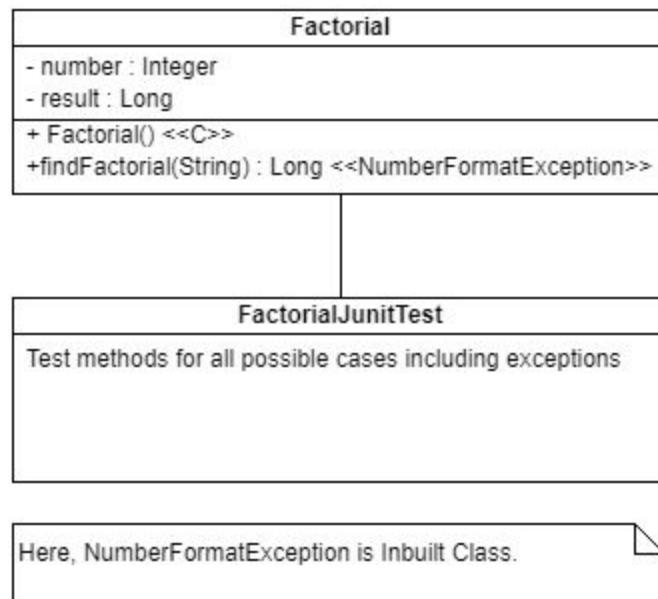 Factorial
- number : Integer
- result : Long
+ Factorial() <<C>>
+findFactorial(String) : Long <<NumberFormatException>>
FactorialJunitTest
Test methods for all possible cases including exceptions
Here, NumberFormatException is Inbuilt Class.